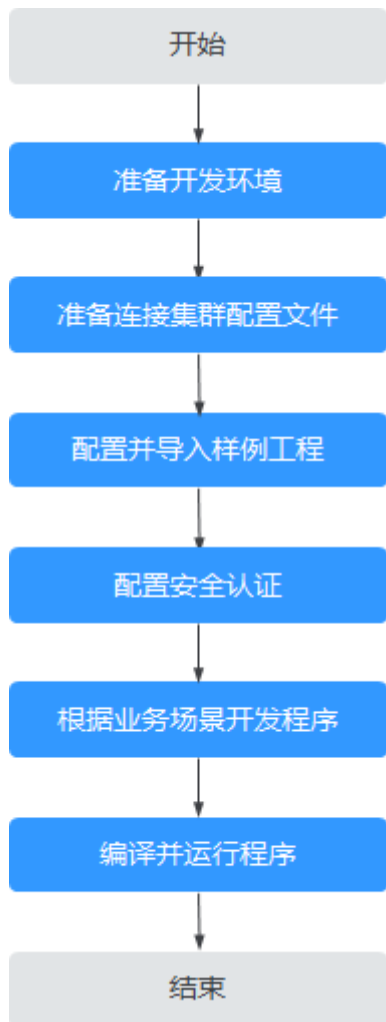 开始
准备开发环境
准备连接集群配置文件
配置并导入样例工程
配置安全认证
根据业务场景开发程序
编译并运行程序
结束